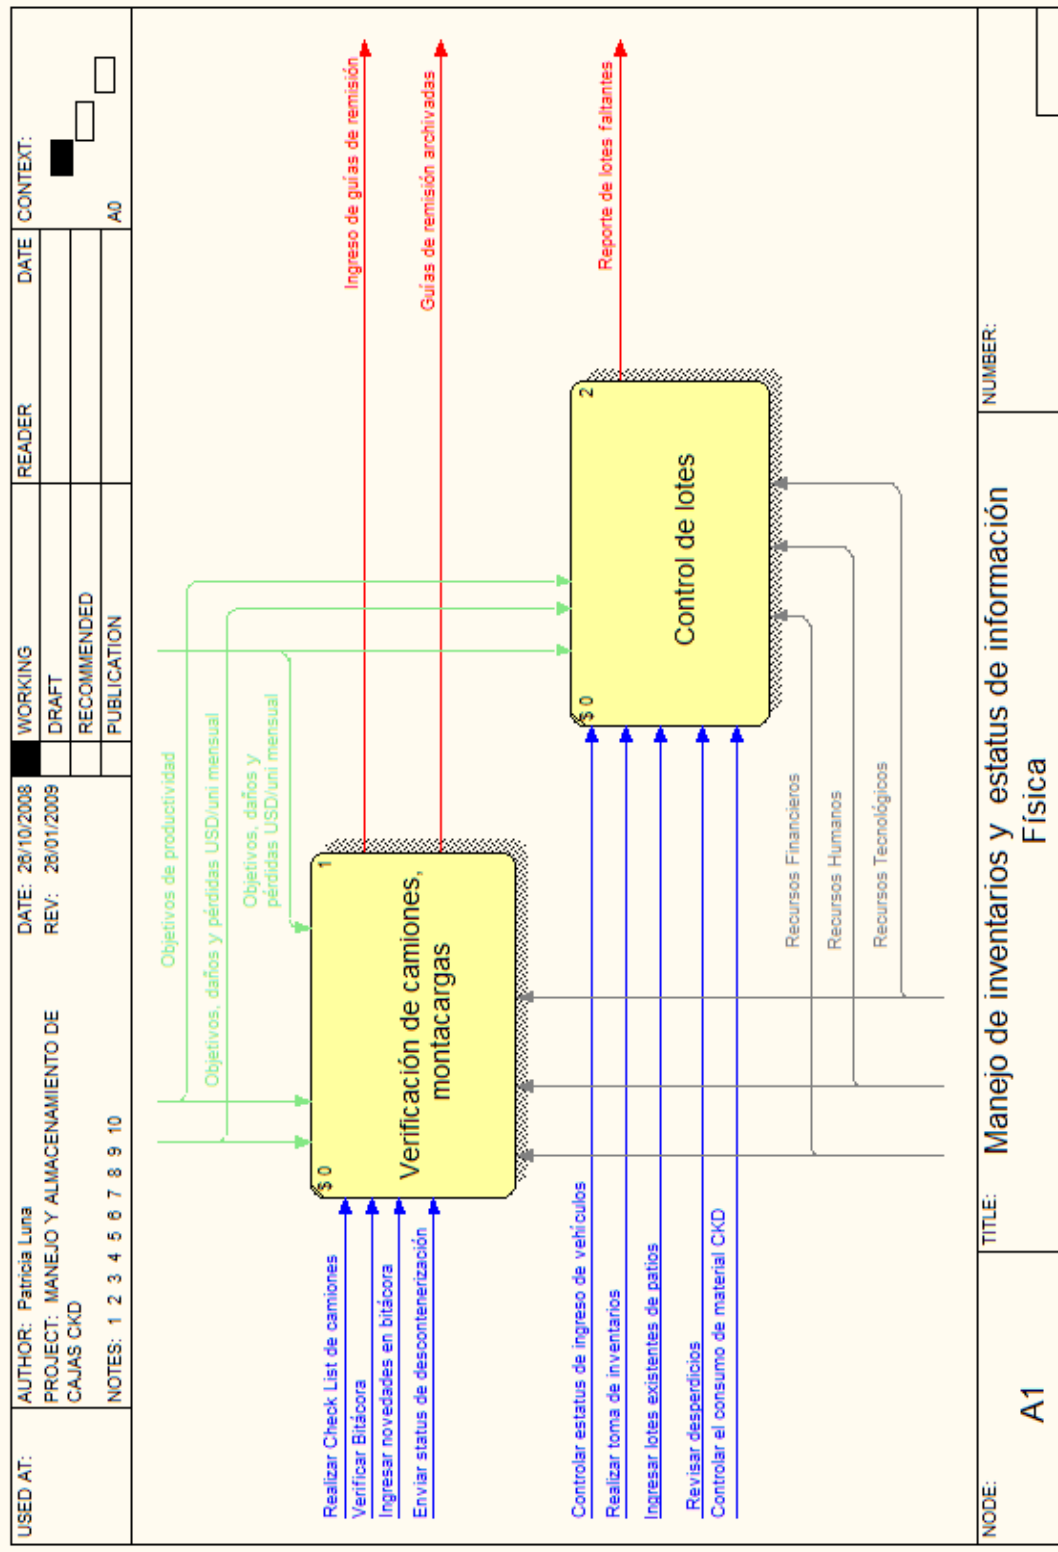 USED AT:
AUTHOR: Patricia Luna
DATE: 26/10/2008
PROJECT: MANEJO Y ALMACENAMIENTO DE
CAJAS CKD
REV: 26/01/2009
NOTES: 1 2 3 4 5 6 7 8 9 10
WORKING
DRAFT
RECOMMENDED
PUBLICATION
READER
DATE
CONTEXT:
A0
Objetivos de productividad
Objetivos, daños y pérdidas USD/uni mensual
Objetivos, daños y
pérdidas USD/uni mensual
Realizar Check List de camiones
Verificar Bitácora
Ingresar novedades en bitácora
Enviar status de descontenerización
$ 0
Verificación de camiones,
montacargas
1
Ingreso de guías de remisión
Guías de remisión archivadas
Controlar estatus de ingreso de vehículos
Realizar toma de inventarios
Ingresar lotes existentes de patios
Revisar desperdicios
Controlar el consumo de material CKD
$ 0
Control de lotes
2
Reporte de lotes faltantes
Recursos Financieros
Recursos Humanos
Recursos Tecnológicos
NODE:
A1
TITLE:
Manejo de inventarios y estatus de información
Física
NUMBER: